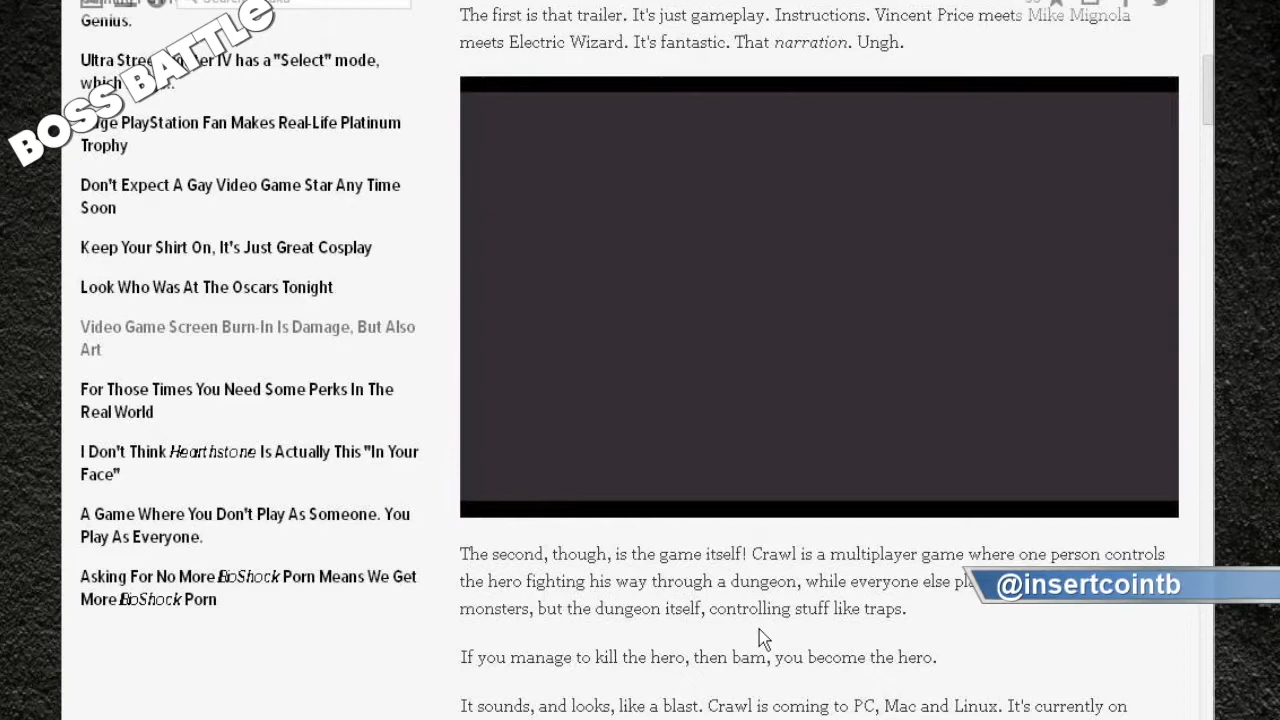 BOSS BATTLE
Genius.
Ultra Street IV has a "Select" mode,
which
PlayStation Fan Makes Real-Life Platinum
Trophy
Don't Expect A Gay Video Game Star Any Time
Soon
Keep Your Shirt On, It's Just Great Cosplay
Look Who Was At The Oscars Tonight
Video Game Screen Burn-In Is Damage, But Also
Art
For Those Times You Need Some Perks In The
Real World
I Don't Think Hearthstone Is Actually This "In Your
Face"
A Game Where You Don't Play As Someone. You
Play As Everyone.
Asking For No More BioShock Porn Means We Get
More BioShock Porn
The first is that trailer. It's just gameplay. Instructions. Vincent Price meets Mike Mignola
meets Electric Wizard. It's fantastic. That narration. Ungh.
The second, though, is the game itself! Crawl is a multiplayer game where one person controls
the hero fighting his way through a dungeon, while everyone else
monsters, but the dungeon itself, controlling stuff like traps.
@insertcointb
If you manage to kill the hero, then bam, you become the hero.
It sounds, and looks, like a blast. Crawl is coming to PC, Mac and Linux. It's currently on